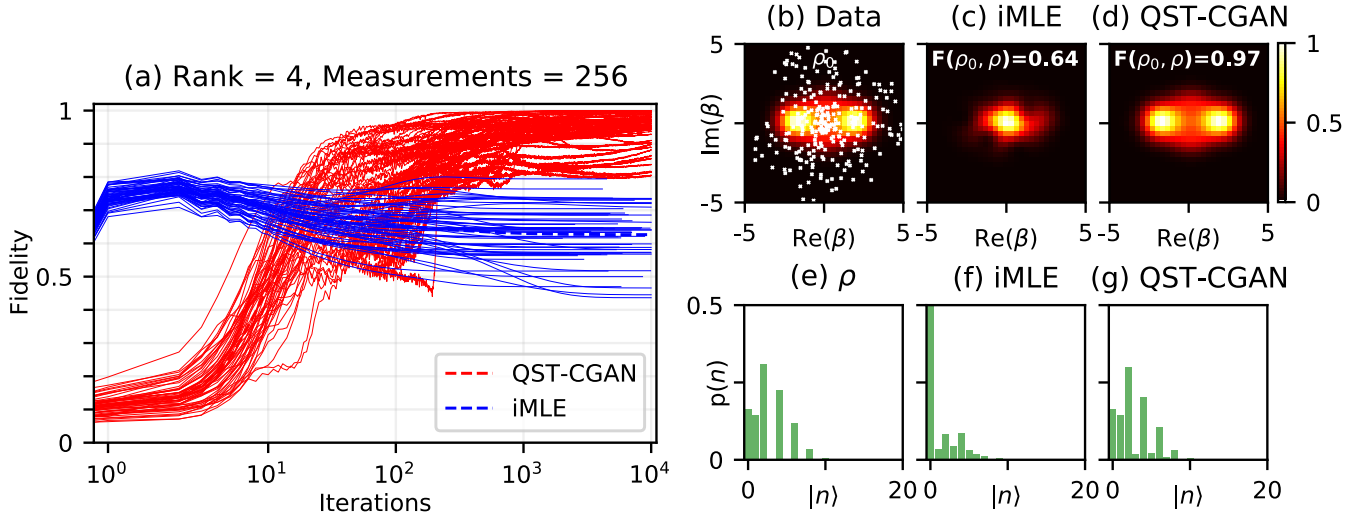 (a) Rank = 4, Measurements = 256
1
0.5
0
Fidelity
10⁰
10¹
10²
10³
10⁴
Iterations
QST-CGAN
iMLE
(b) Data
ρ₀
5
-5
Im(β)
-5
5
Re(β)
(c) iMLE
F(ρ₀, ρ)=0.64
-5
5
Re(β)
(d) QST-CGAN
F(ρ₀, ρ)=0.97
-5
5
Re(β)
1
0.5
0
(e) ρ
0.5
0
p(n)
0
20
|n⟩
(f) iMLE
0
20
|n⟩
(g) QST-CGAN
0
20
|n⟩